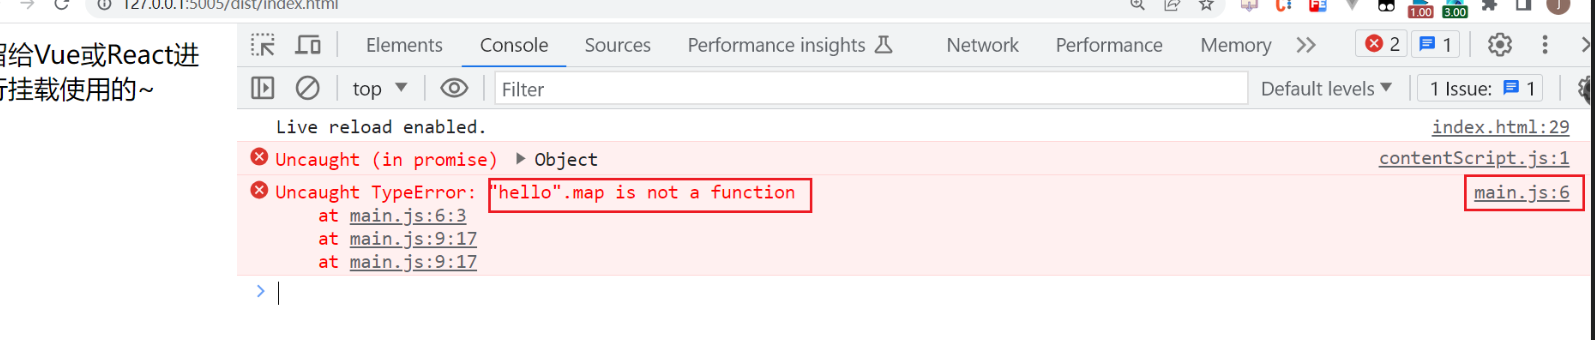 127.0.0.1:5005/dist/index.html
1.00 3.00 J
留给Vue或React进
行挂载使用的~
Elements Console Sources Performance insights Network Performance Memory 2 1
top Filter Default levels 1 Issue: 1
Live reload enabled. index.html:29
Uncaught (in promise) Object contentScript.js:1
Uncaught TypeError: "hello".map is not a function main.js:6
at main.js:6:3
at main.js:9:17
at main.js:9:17